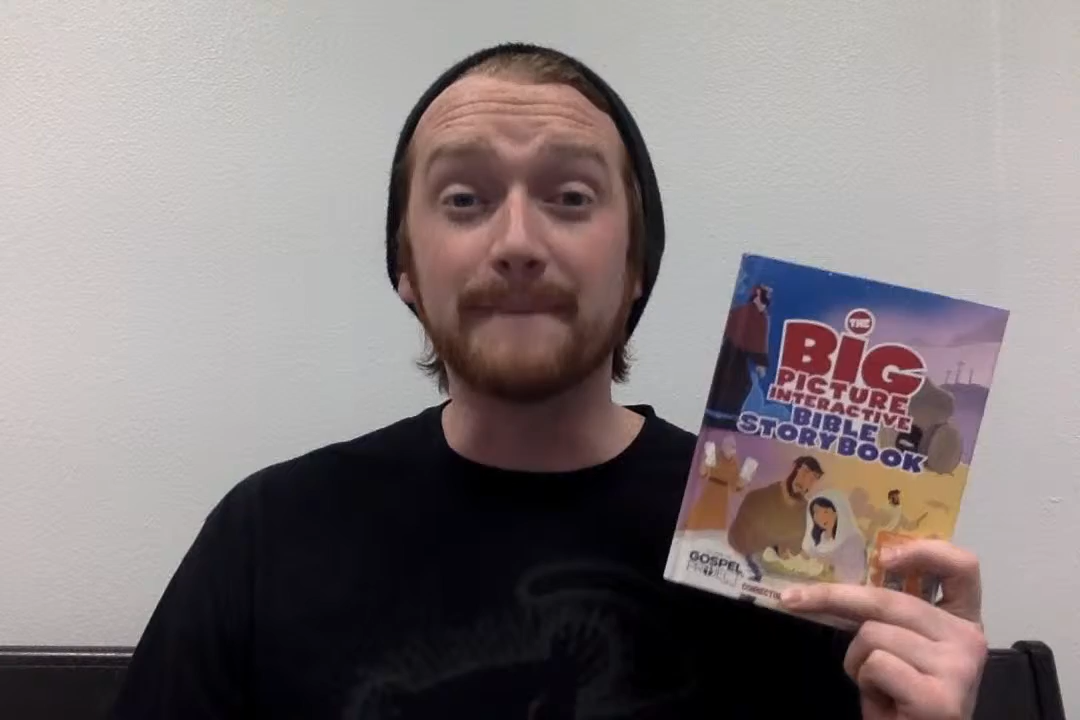 THE
BIG
PICTURE
INTERACTIVE
BIBLE
STORYBOOK
GOSPEL
PROJECT